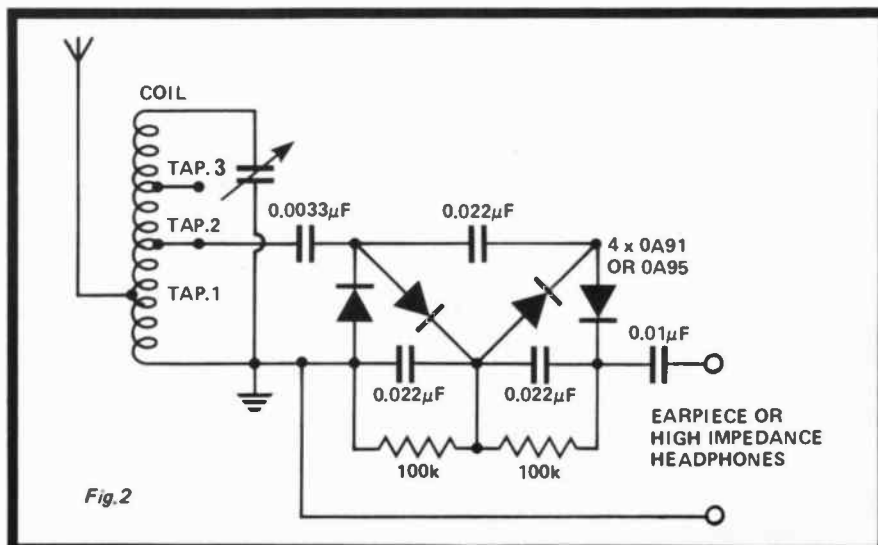 COIL
TAP.3
TAP.2
TAP.1
0.0033µF
0.022µF
4 x 0A91
OR 0A95
0.01µF
0.022µF
0.022µF
100k
100k
EARPIECE OR
HIGH IMPEDANCE
HEADPHONES
Fig.2